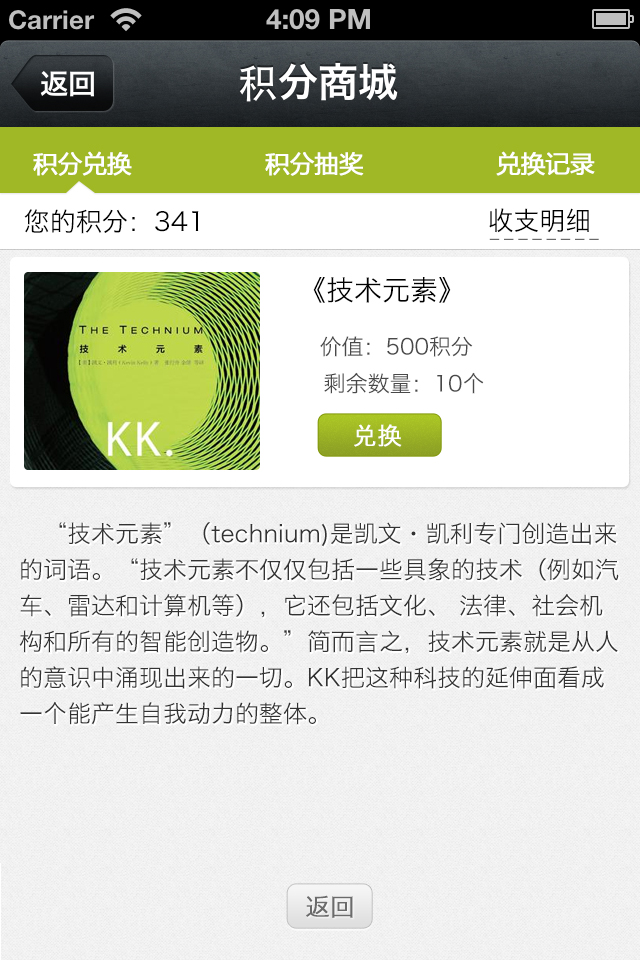 Carrier 4:09 PM
返回 积分商城
积分兑换 积分抽奖 兑换记录
您的积分：341 收支明细
THE TECHNIUM
技术元素
KK.
《技术元素》
价值：500积分
剩余数量：10个
兑换
“技术元素”（technium)是凯文·凯利专门创造出来
的词语。“技术元素不仅仅包括一些具象的技术（例如汽
车、雷达和计算机等），它还包括文化、 法律、社会机
构和所有的智能创造物。”简而言之，技术元素就是从人
的意识中涌现出来的一切。KK把这种科技的延伸面看成
一个能产生自我动力的整体。
返回